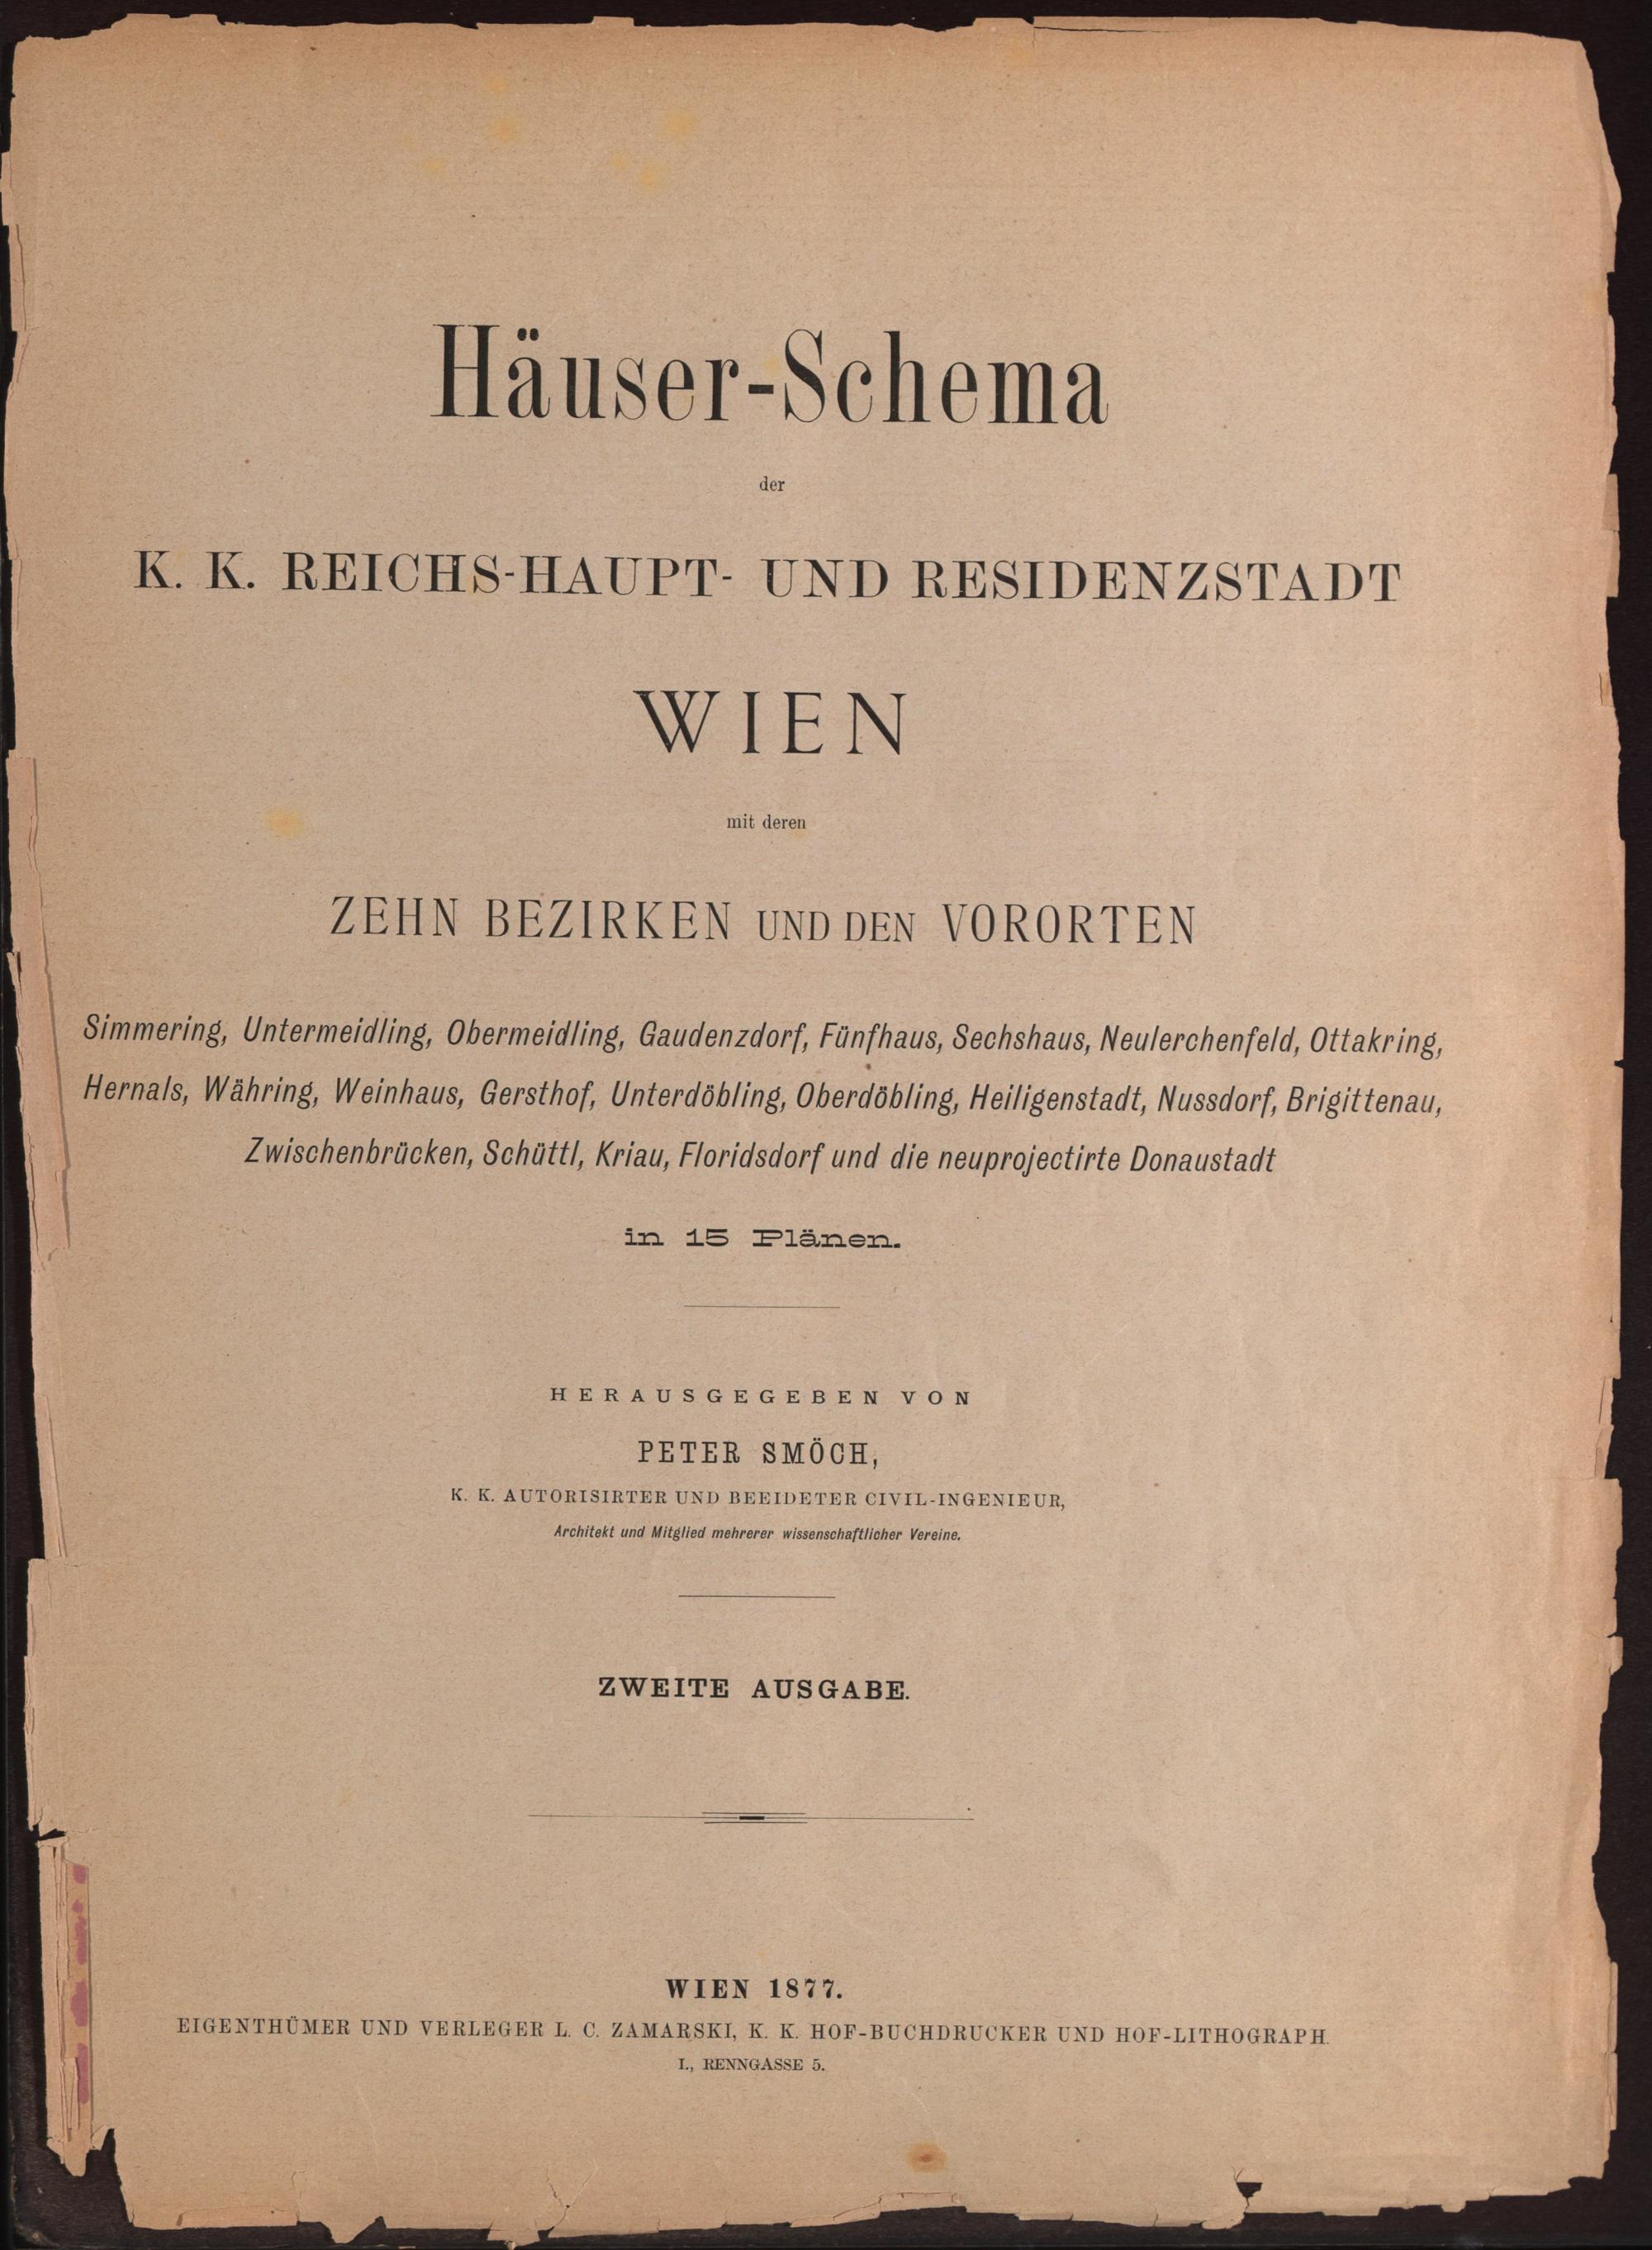 Häuser-Schema
der
K. K. REICHS-HAUPT- UND RESIDENZSTADT
WIEN
mit deren
ZEHN BEZIRKEN UND DEN VORORTEN
Simmering, Untermeidling, Obermeidling, Gaudenzdorf, Fünfhaus, Sechshaus, Neulerchenfeld, Ottakring,
Hernals, Währing, Weinhaus, Gersthof, Unterdöbling, Oberdöbling, Heiligenstadt, Nussdorf, Brigittenau,
Zwischenbrücken, Schüttl, Kriau, Floridsdorf und die neuprojectirte Donaustadt
in 15 Plänen.
HERAUSGEGEBEN VON
PETER SMÖCH,
K. K. AUTORISIRTER UND BEEIDETER CIVIL-INGENIEUR,
Architekt und Mitglied mehrerer wissenschaftlicher Vereine.
ZWEITE AUSGABE.
WIEN 1877.
EIGENTHÜMER UND VERLEGER L. C. ZAMARSKI, K. K. HOF-BUCHDRUCKER UND HOF-LITHOGRAPH.
I., RENNGASSE 5.